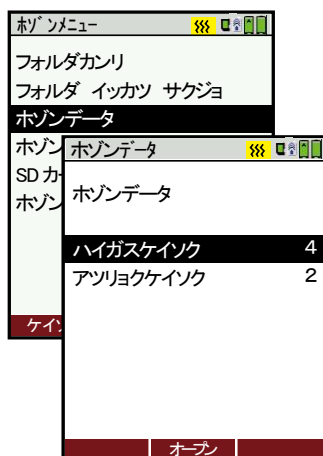 ホゾンメニュー
フォルダカンリ
フォルダ イッカツ サクジョ
ホゾンデータ
ホゾン
SDカ
ホゾン
ケイ
ホゾンデータ
ホゾンデータ
ハイガスケイソク 4
アツリョクケイソク 2
オープン